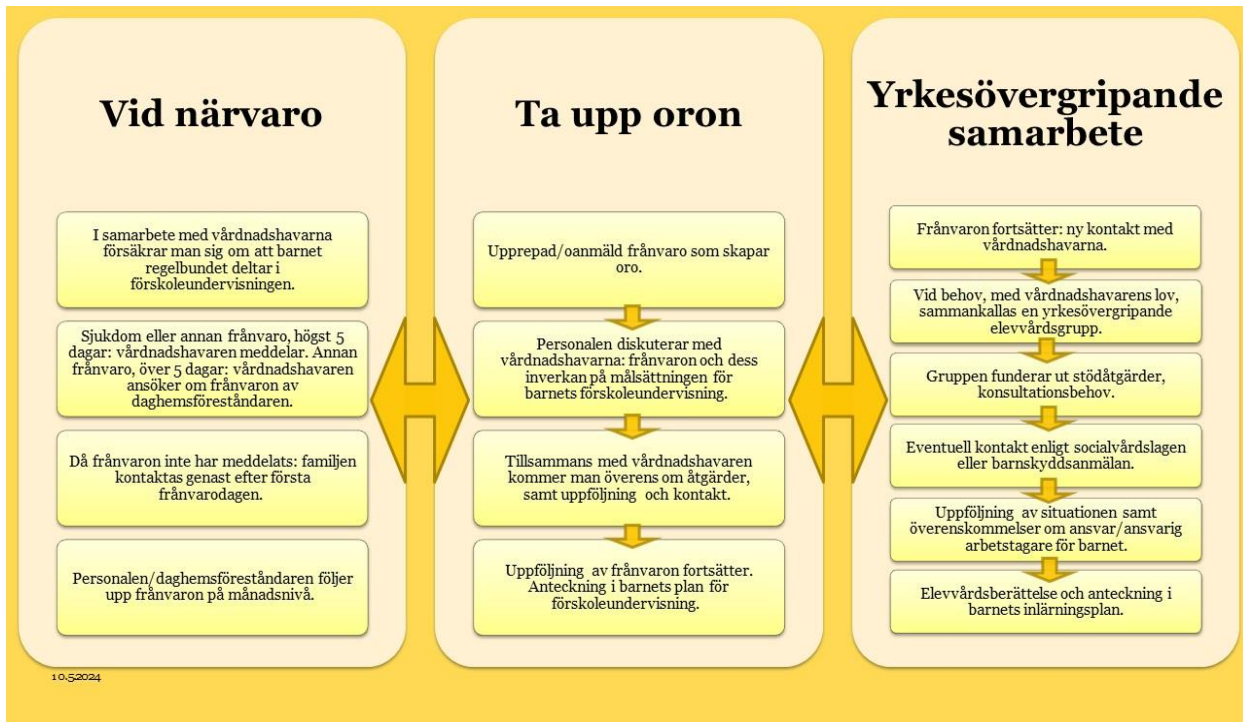 Vid närvaro
I samarbete med vårdnadshavarna
försäkrar man sig om att barnet
regelbundet deltar i
förskoleundervisningen.
Sjukdom eller annan frånvaro, högst 5
dagar: vårdnadshavaren meddelar. Annan
frånvaro, över 5 dagar: vårdnadshavaren
ansöker om frånvaron av
daghemsföreståndaren.
Då frånvaron inte har meddelats: familjen
kontaktas genast efter första
frånvarodagen.
Personalen/daghemsföreståndaren följer
upp frånvaron på månadsnivå.
Ta upp oron
Upprepad/oanmäld frånvaro som skapar
oro.
Personalen diskuterar med
vårdnadshavarna: frånvaron och dess
inverkan på målsättningen för
barnets förskoleundervisning.
Tillsammans med vårdnadshavaren
kommer man överens om åtgärder,
samt uppföljning och kontakt.
Uppföljning av frånvaron fortsätter.
Anteckning i barnets plan för
förskoleundervisning.
Yrkesövergripande
samarbete
Frånvaron fortsätter: ny kontakt med
vårdnadshavarna.
Vid behov, med vårdnadshavarens lov,
sammankallas en yrkesövergripande
elevvårdsgrupp.
Gruppen funderar ut stödåtgärder,
konsultationsbehov.
Eventuell kontakt enligt socialvårdslagen
eller barnskyddsanmälan.
Uppföljning av situationen samt
överenskommelser om ansvar/ansvarig
arbetstagare för barnet.
Elevvårdsberättelse och anteckning i
barnets inlärningsplan.
10.5.2024